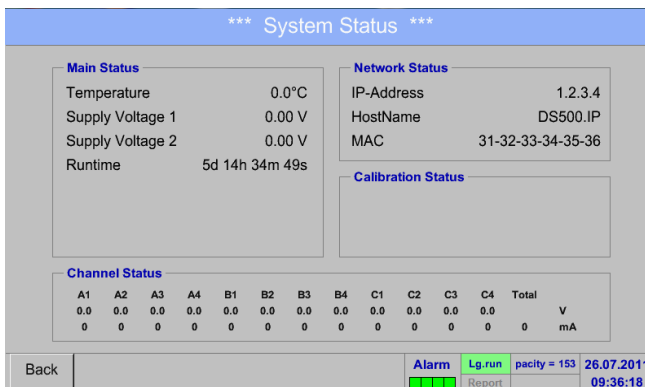 *** System Status ***
Main Status
Temperature 0.0°C
Supply Voltage 1 0.00 V
Supply Voltage 2 0.00 V
Runtime 5d 14h 34m 49s
Network Status
IP-Address 1.2.3.4
HostName DS500.IP
MAC 31-32-33-34-35-36
Calibration Status
Channel Status
A1 A2 A3 A4 B1 B2 B3 B4 C1 C2 C3 C4 Total
0.0 0.0 0.0 0.0 0.0 0.0 0.0 0.0 0.0 0.0 0.0 0.0 V
0 0 0 0 0 0 0 0 0 0 0 0 0 mA
Back
Alarm Lg.run pacity = 153 26.07.2011
Report 09:36:18